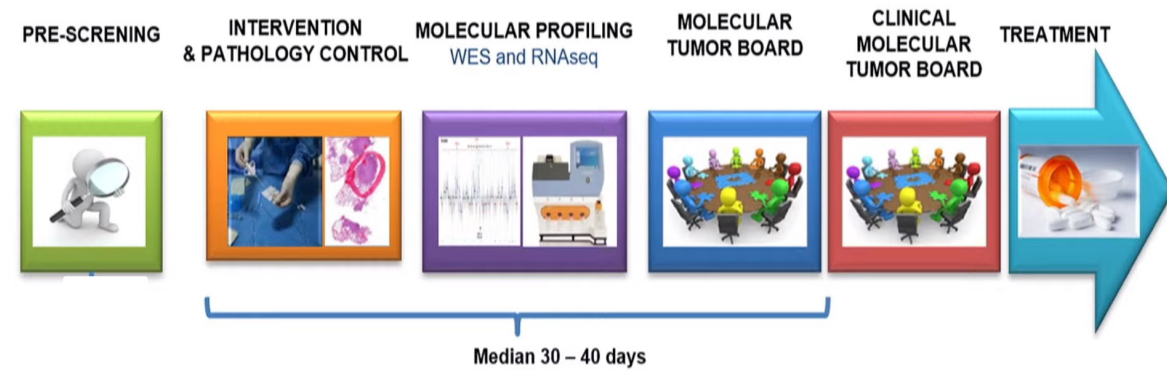 PRE-SCRENING
INTERVENTION
& PATHOLOGY CONTROL
MOLECULAR PROFILING
WES and RNAseq
MOLECULAR
TUMOR BOARD
CLINICAL
MOLECULAR
TUMOR BOARD
TREATMENT
Median 30 – 40 days